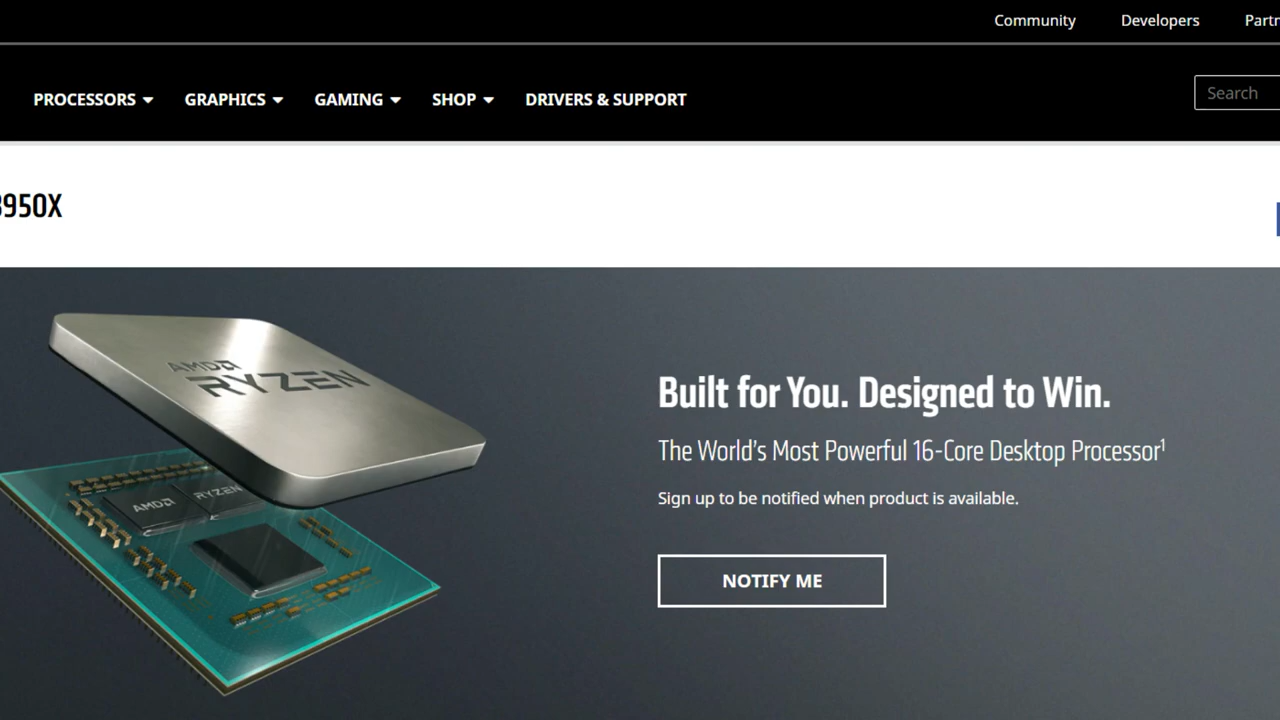 Community Developers Partn
PROCESSORS GRAPHICS GAMING SHOP DRIVERS & SUPPORT
Search
3950X
AMD
RYZEN
AMD RYZEN
Built for You. Designed to Win.
The World's Most Powerful 16-Core Desktop Processor¹
Sign up to be notified when product is available.
NOTIFY ME